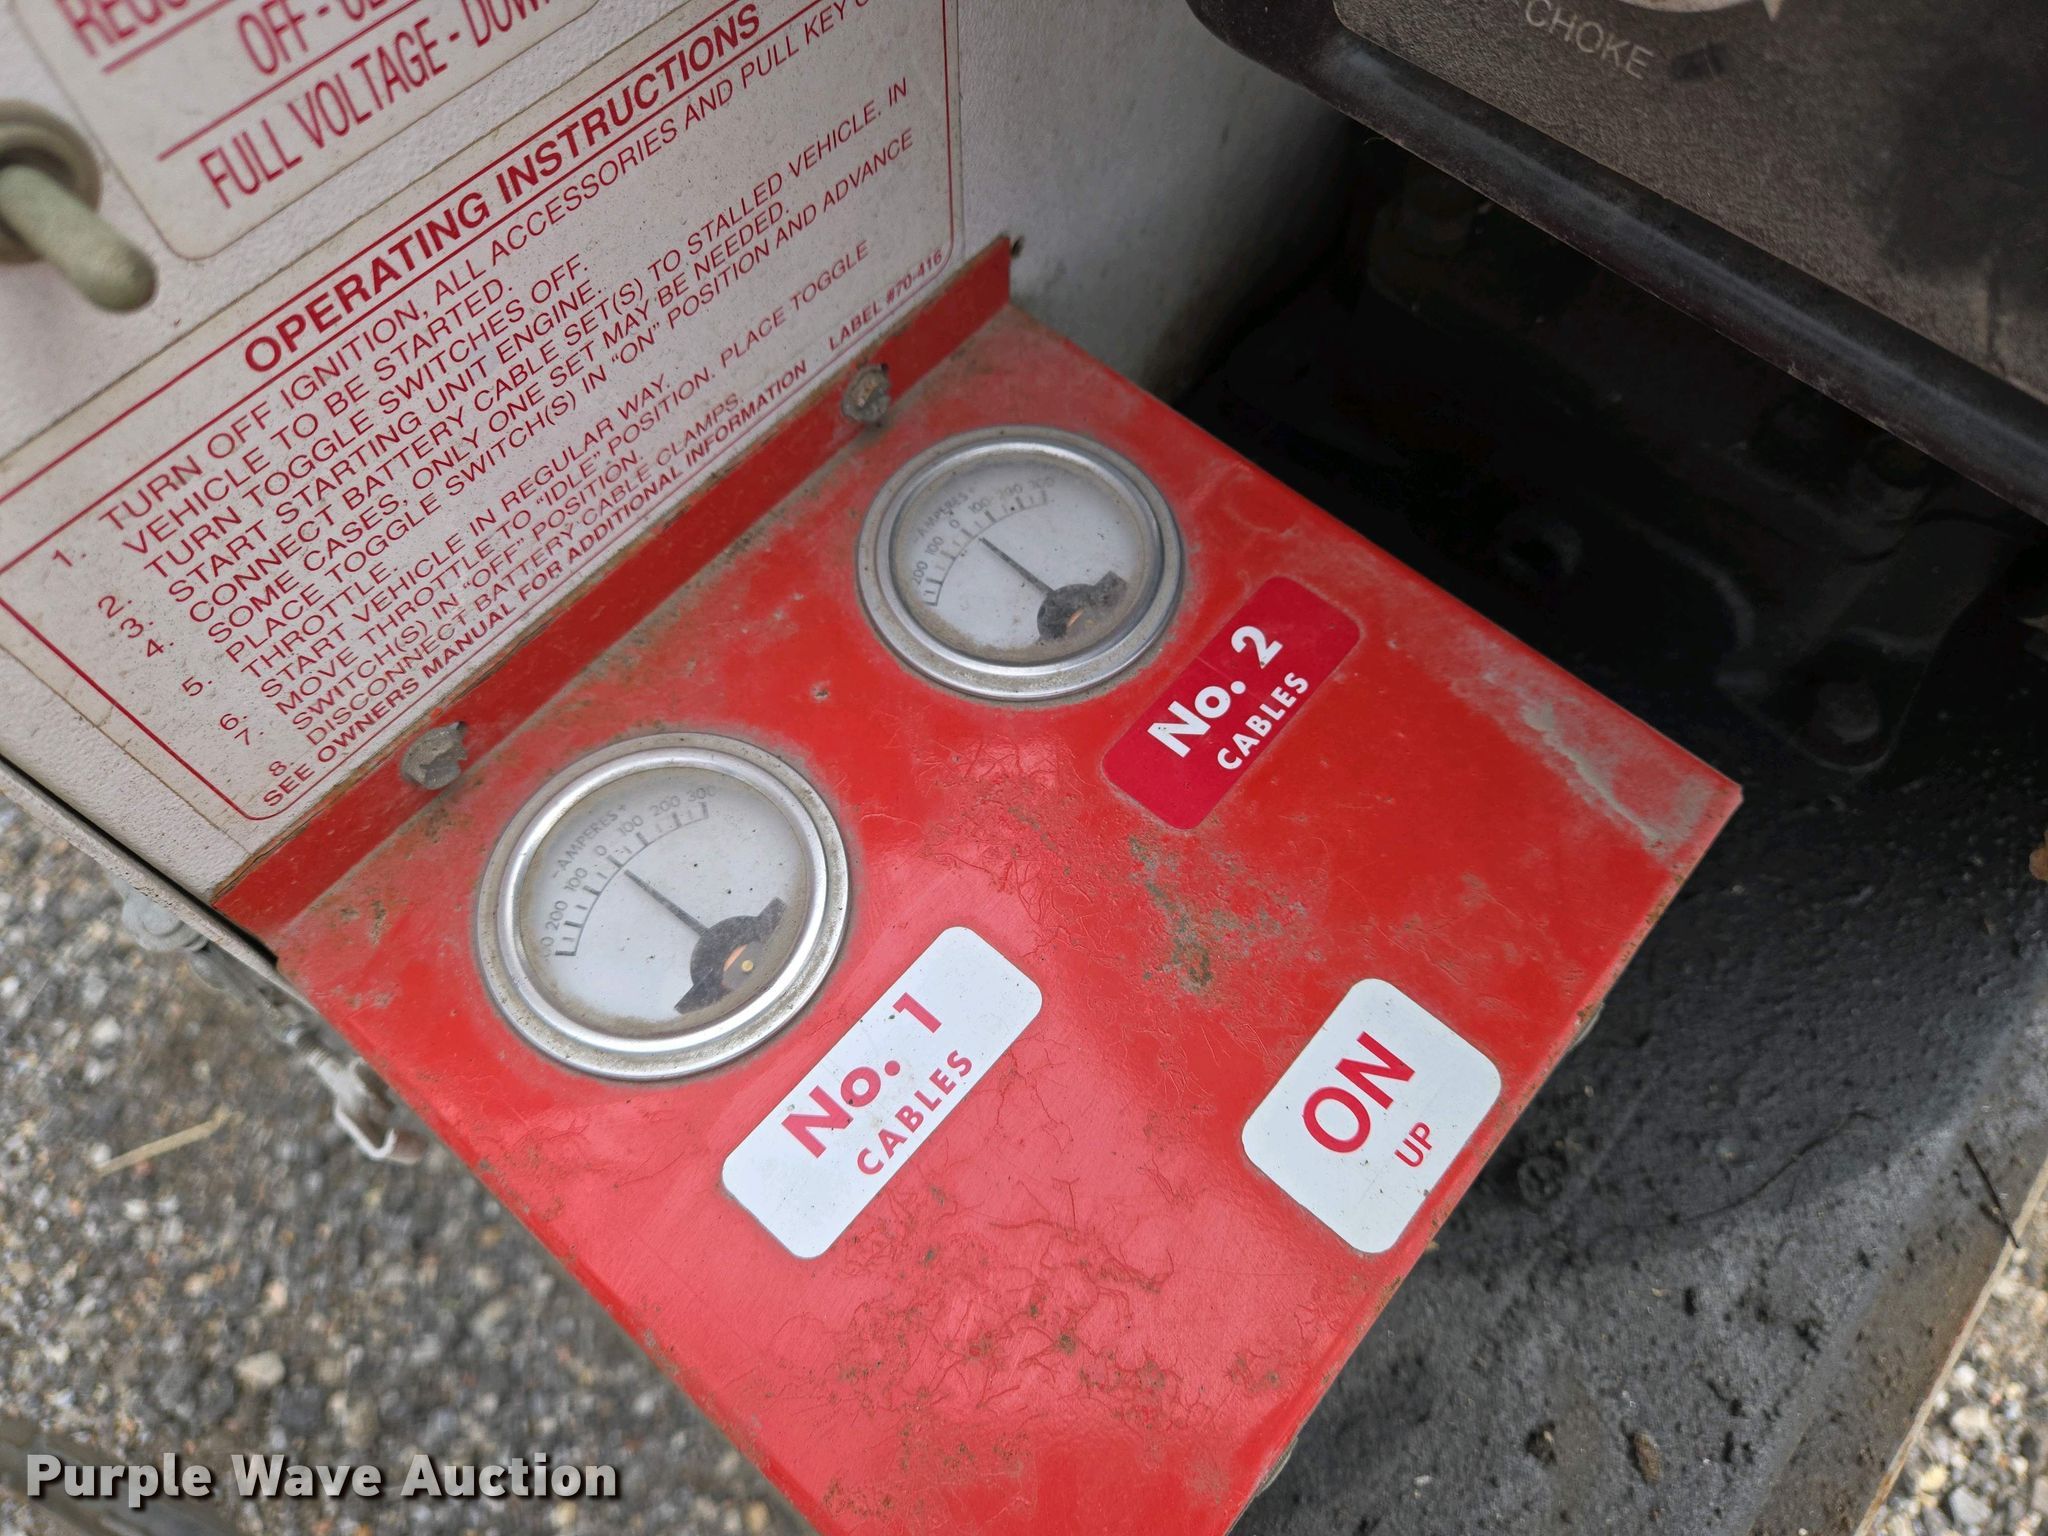 OFF -
FULL VOLTAGE -
OPERATING INSTRUCTIONS
1. TURN OFF IGNITION, ALL ACCESSORIES AND PULL KEY
VEHICLE TO BE STARTED.
2. TURN TOGGLE SWITCHES OFF.
3. START STARTING UNIT ENGINE.
4. CONNECT BATTERY CABLE SET(S) TO STALLED VEHICLE. IN
SOME CASES, ONLY ONE SET MAY BE NEEDED.
5. PLACE TOGGLE SWITCH(S) IN "ON" POSITION AND ADVANCE
THROTTLE.
6. START VEHICLE IN REGULAR WAY.
7. MOVE THROTTLE TO "IDLE" POSITION. PLACE TOGGLE
SWITCH(S) IN "OFF" POSITION.
8 DISCONNECT BATTERY CABLE CLAMPS.
SEE OWNERS MANUAL FOR ADDITIONAL INFORMATION LABEL #70-416
CHOKE
- AMPERES +
200 100 0 100 200 300
No. 2
CABLES
- AMPERES +
200 100 0 100 200 300
No. 1
CABLES
ON
UP
Purple Wave Auction